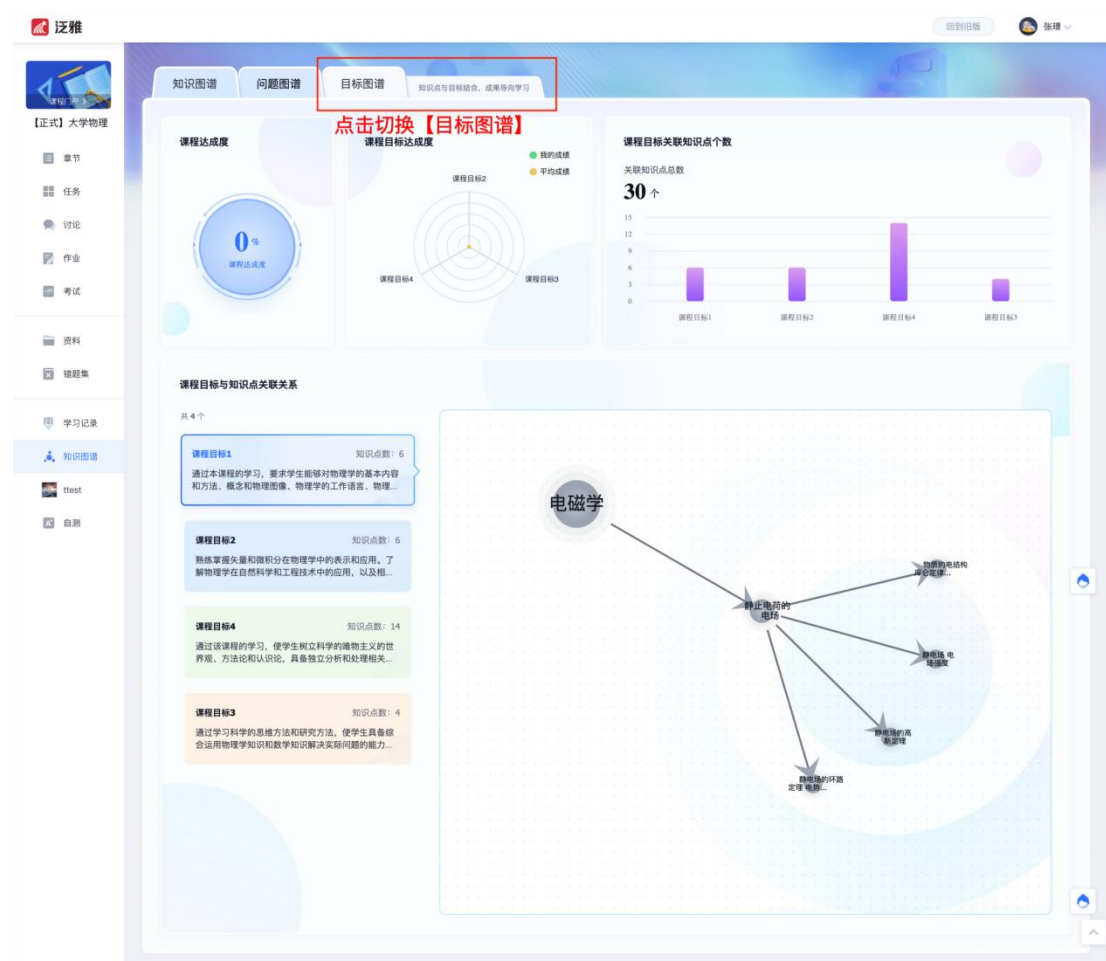 泛雅
回到旧版
张璟
课程门户 >
【正式】大学物理
章节
任务
讨论
作业
考试
资料
错题集
学习记录
知识图谱
ttest
自测
知识图谱
问题图谱
目标图谱
知识点与目标结合，成果导向学习
点击切换【目标图谱】
课程达成度
0 %
课程达成度
课程目标达成度
我的成绩
平均成绩
课程目标2
课程目标4
课程目标3
课程目标关联知识点个数
关联知识点总数
30 个
15
12
9
6
3
0
课程目标1
课程目标2
课程目标4
课程目标3
课程目标与知识点关联关系
共 4 个
课程目标1 知识点数：6
通过本课程的学习，要求学生能够对物理学的基本内容
和方法、概念和物理图像、物理学的工作语言、物理...
课程目标2 知识点数：6
熟练掌握矢量和微积分在物理学中的表示和应用。了
解物理学在自然科学和工程技术中的应用，以及相...
课程目标4 知识点数：14
通过该课程的学习，使学生树立科学的唯物主义的世
界观、方法论和认识论，具备独立分析和处理相关...
课程目标3 知识点数：4
通过学习科学的思维方法和研究方法，使学生具备综
合运用物理学知识和数学知识解决实际问题的能力...
电磁学
静止电荷的
电场
物质的电结构
库仑定律...
静电场 电
场强度
静电场的高
斯定理
静电场的环路
定理 电势...